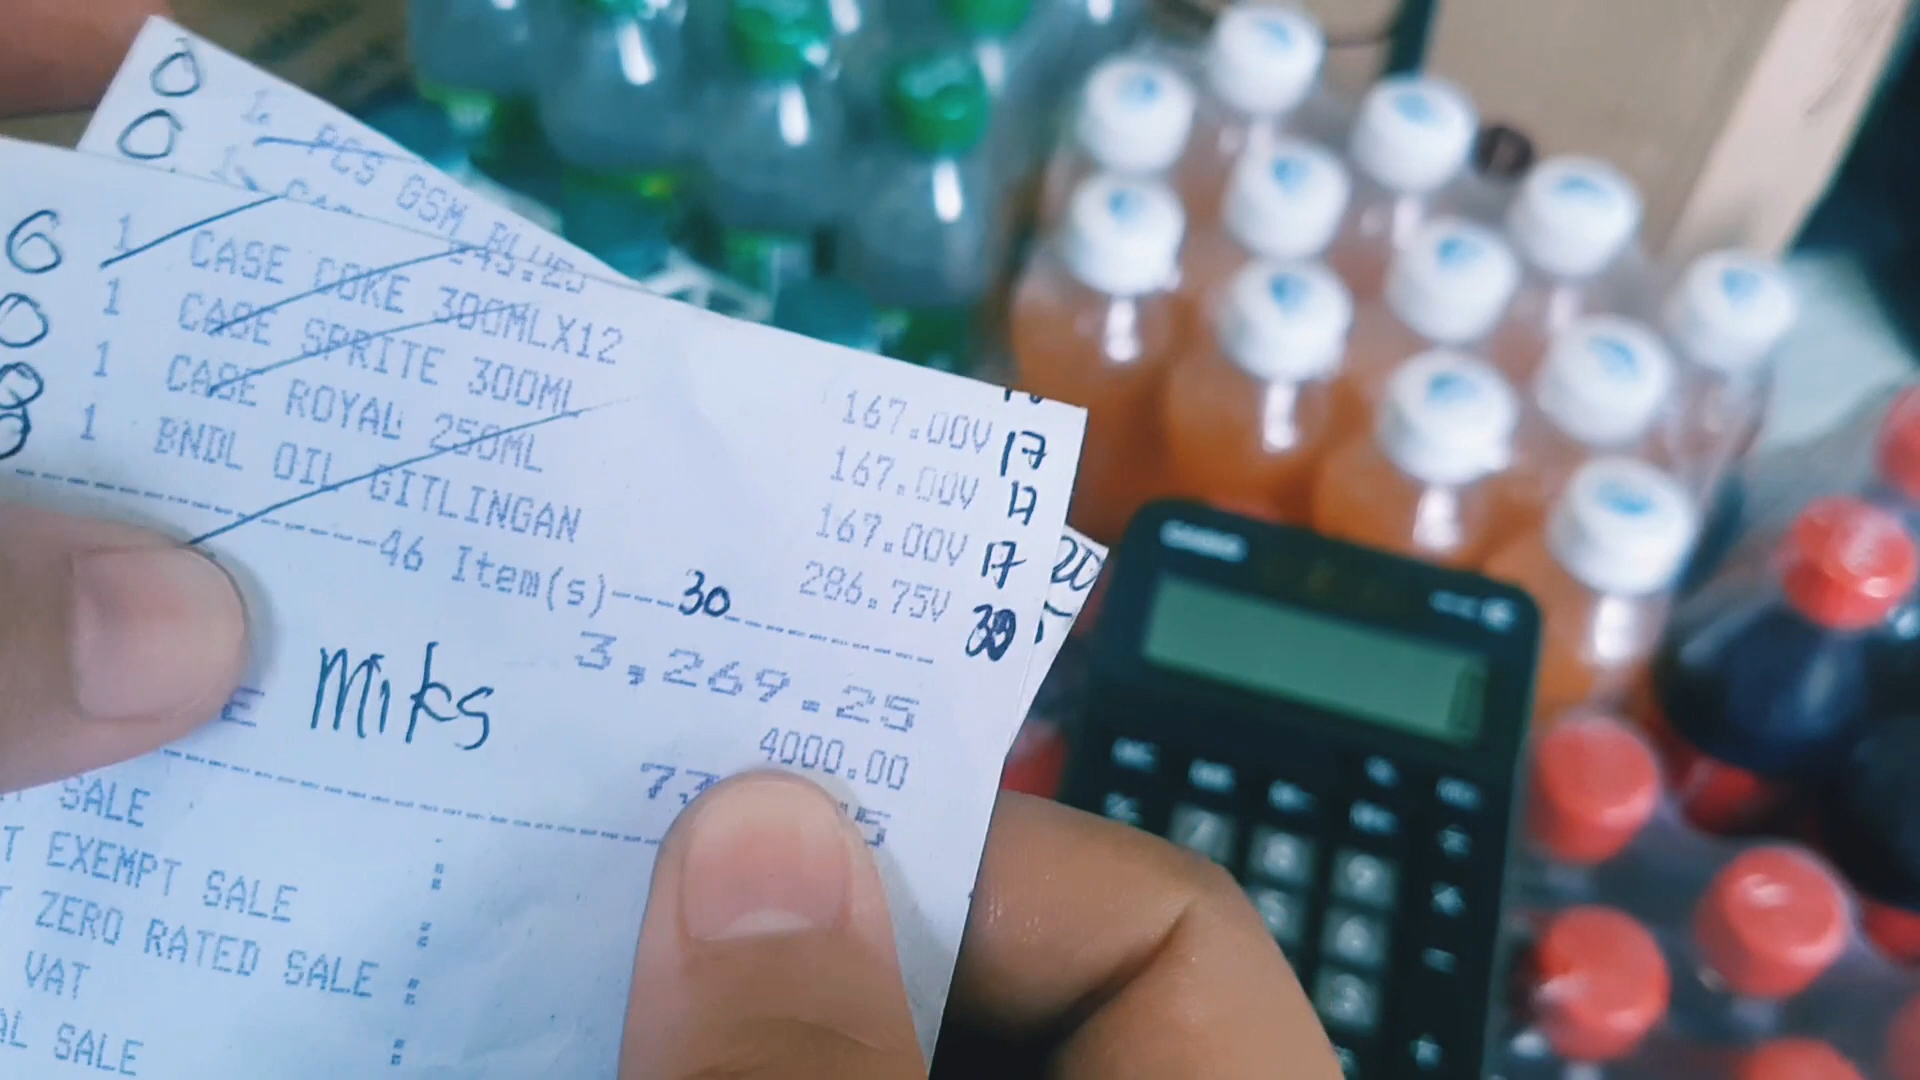 0
0 PCS GSM BLUE
6 1 CASE COKE 300MLX12 167.00V 17
0 1 CASE SPRITE 300ML 167.00V 17
1 CASE ROYAL 250ML 167.00V 17
1 BNDL OIL GITLINGAN 286.75V 30
46 Item(s) 30
3,269.25
Miks 4000.00
SALE
EXEMPT SALE
ZERO RATED SALE
VAT
SALE
20
CASIO